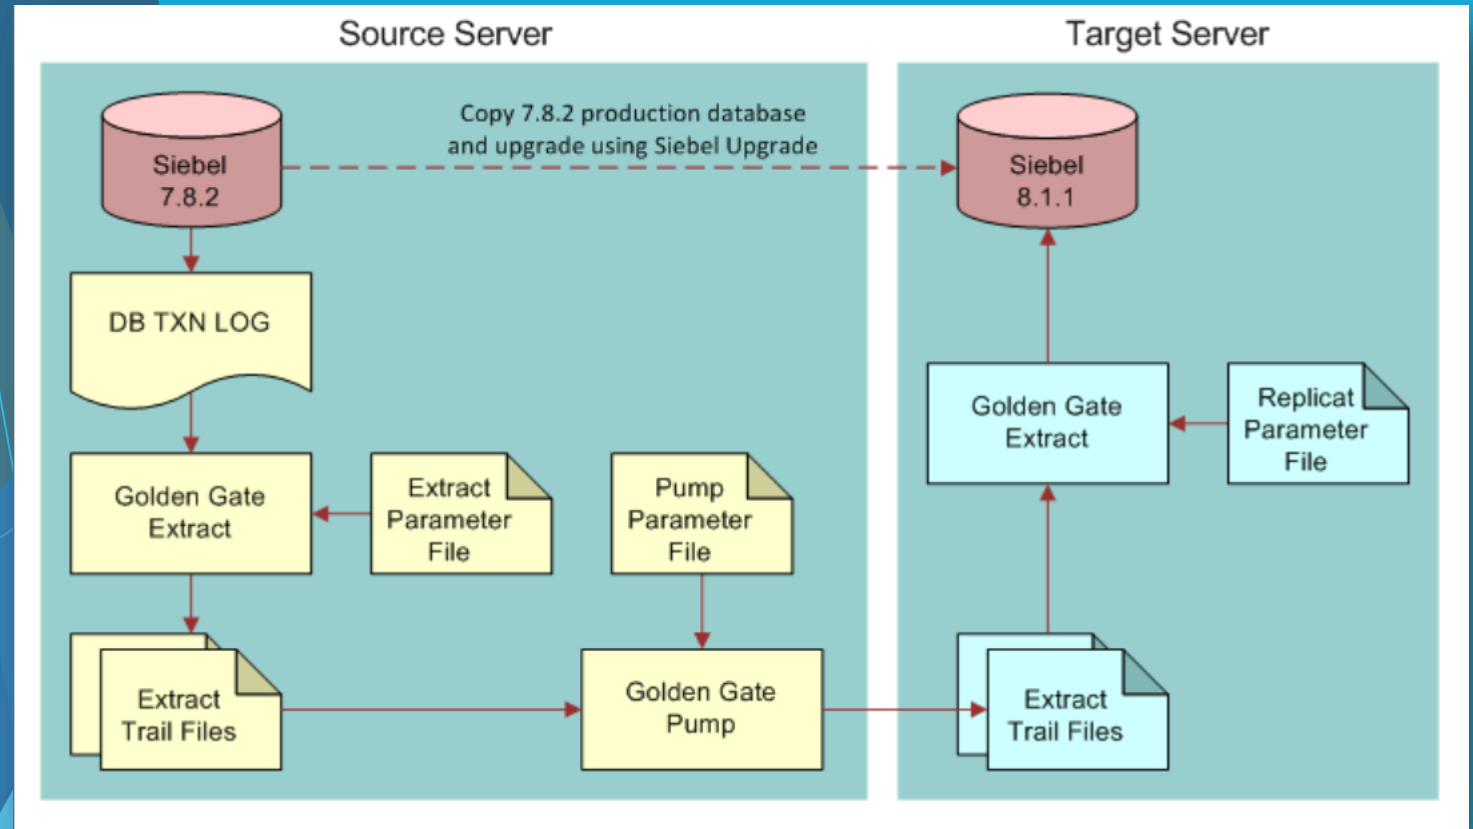 Source Server
Target Server
Copy 7.8.2 production database
and upgrade using Siebel Upgrade
Siebel
7.8.2
Siebel
8.1.1
DB TXN LOG
Golden Gate
Extract
Replicat
Parameter
File
Golden Gate
Extract
Extract
Parameter
File
Pump
Parameter
File
Extract
Trail Files
Golden Gate
Pump
Extract
Trail Files